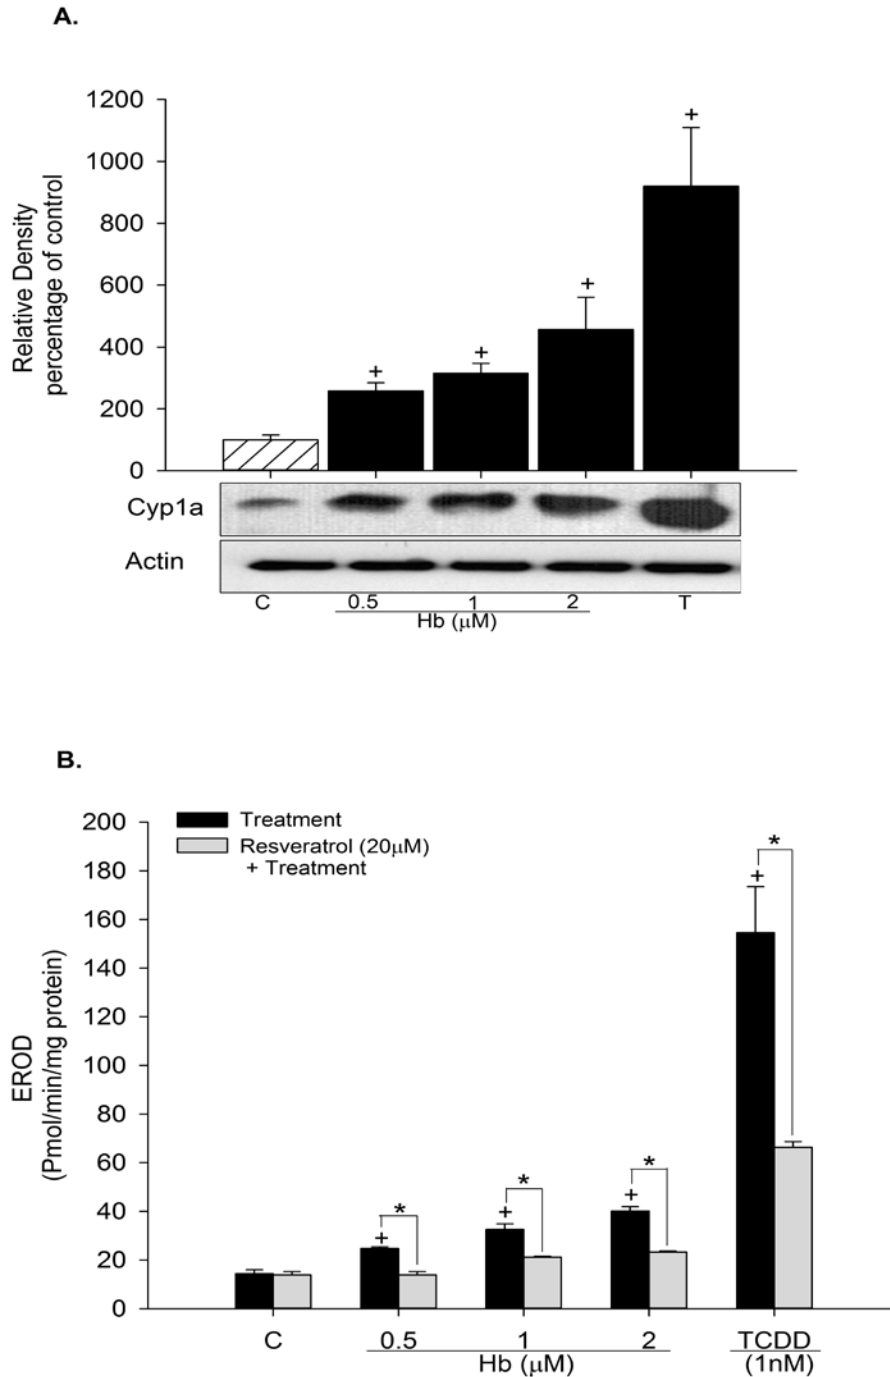 A.
1200
1000
800
600
400
200
0
Relative Density
percentage of control
+
+
+
+
Cyp1a
Actin
C 0.5 1 2 T
Hb (μM)
B.
Treatment
Resveratrol (20μM)
+ Treatment
200
180
160
140
120
100
80
60
40
20
0
EROD
(Pmol/min/mg protein)
+ *
+ *
+ *
+ *
C 0.5 1 2 TCDD
Hb (μM) (1nM)